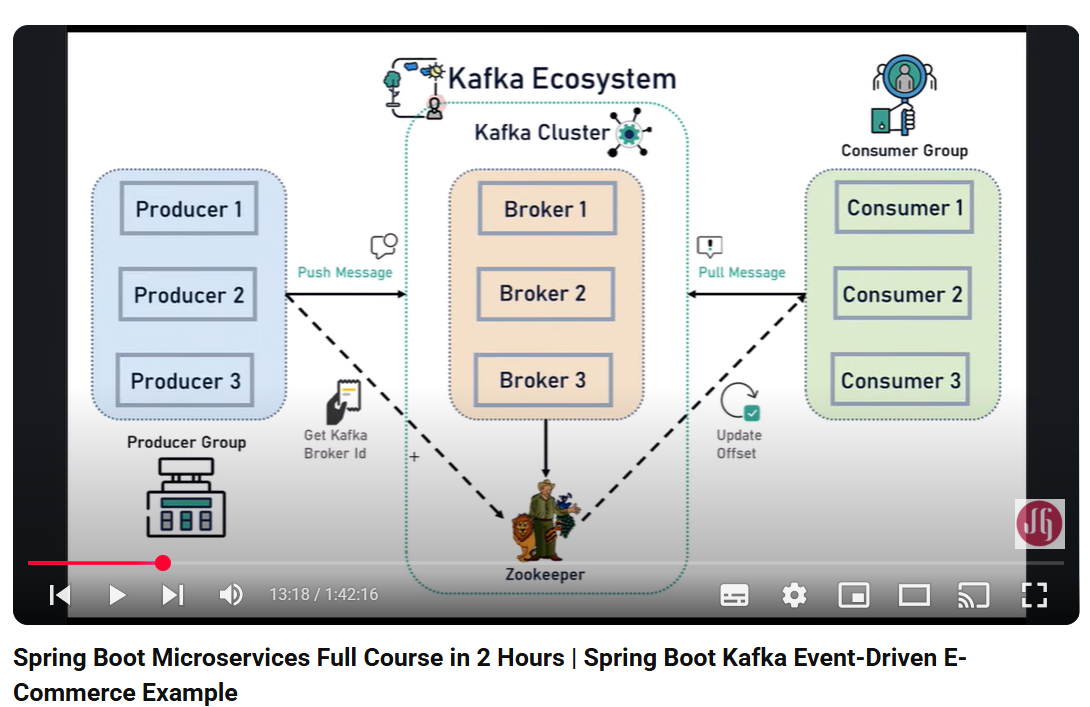 Kafka Ecosystem
Kafka Cluster
Consumer Group
Producer 1
Producer 2
Producer 3
Producer Group
Push Message
Broker 1
Broker 2
Broker 3
Pull Message
Consumer 1
Consumer 2
Consumer 3
Get Kafka
Broker Id
+
Update
Offset
Zookeeper
JG
13:18 / 1:42:16
Spring Boot Microservices Full Course in 2 Hours | Spring Boot Kafka Event-Driven E-
Commerce Example